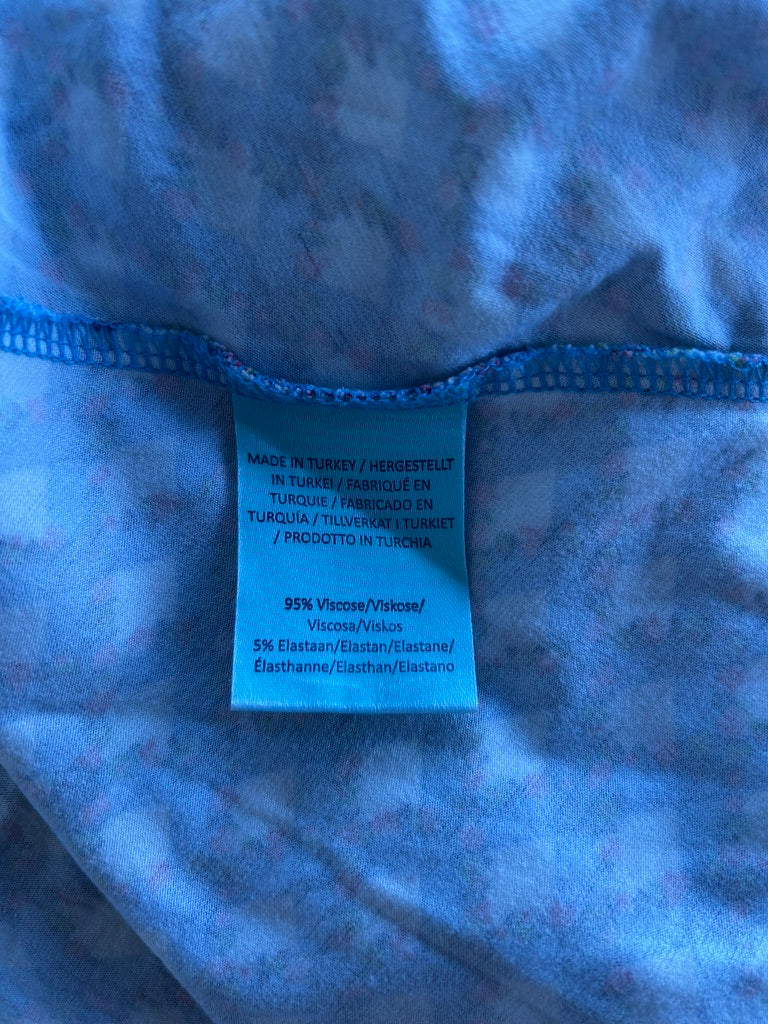 MADE IN TURKEY / HERGESTELLT
IN TURKEI / FABRIQUÉ EN
TURQUIE / FABRICADO EN
TURQUÍA / TILLVERKAT I TURKIET
/ PRODOTTO IN TURCHIA
95% Viscose/Viskose/
Viscosa/Viskos
5% Elastaan/Elastan/Elastane/
Élasthanne/Elasthan/Elastano